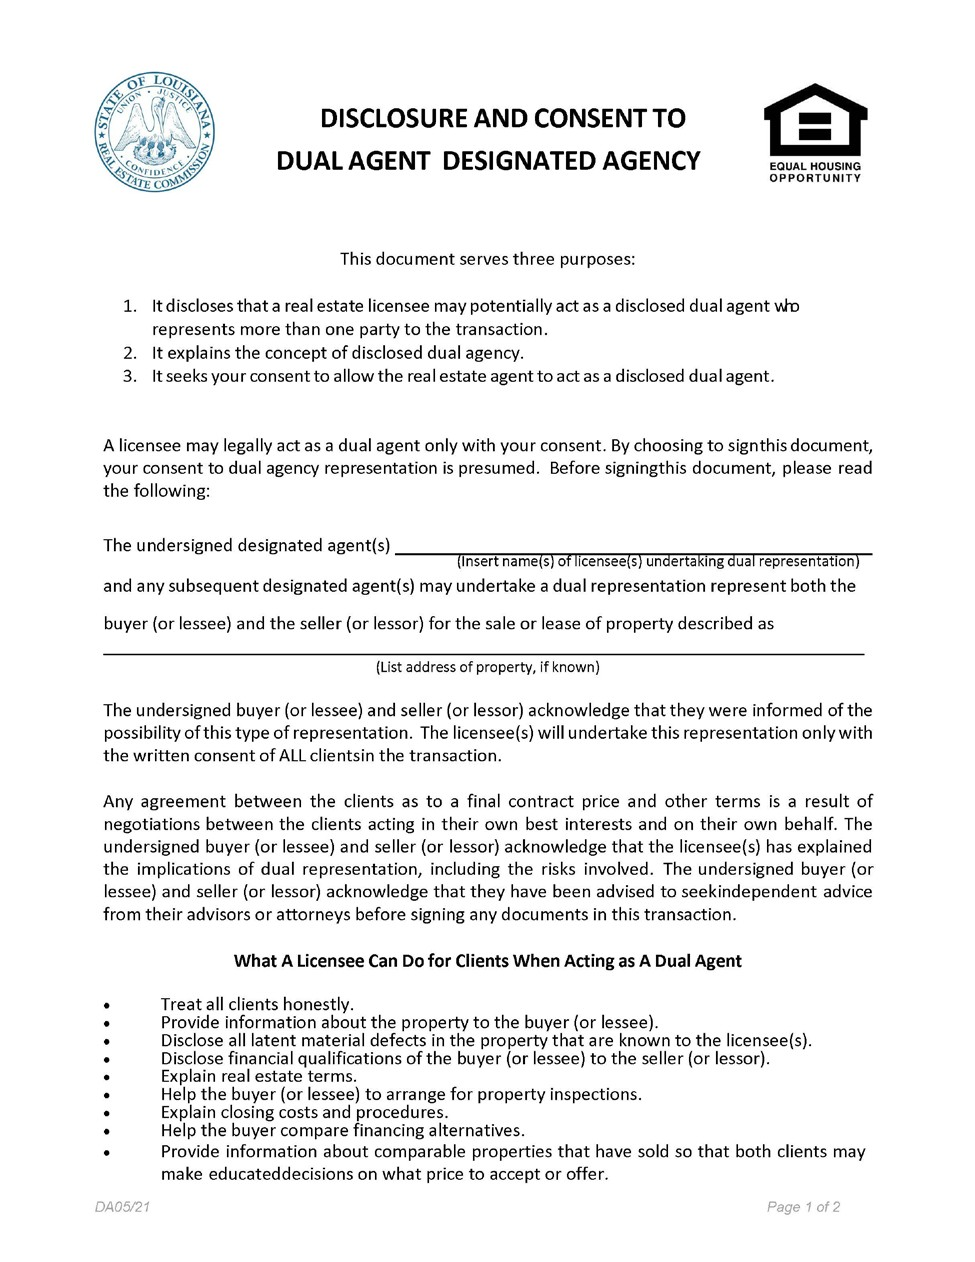 STATE OF LOUISIANA
UNION · JUSTICE
· CONFIDENCE ·
REAL ESTATE COMMISSION
DISCLOSURE AND CONSENT TO
DUAL AGENT DESIGNATED AGENCY
EQUAL HOUSING
OPPORTUNITY
This document serves three purposes:
1. It discloses that a real estate licensee may potentially act as a disclosed dual agent who
represents more than one party to the transaction.
2. It explains the concept of disclosed dual agency.
3. It seeks your consent to allow the real estate agent to act as a disclosed dual agent.
A licensee may legally act as a dual agent only with your consent. By choosing to signthis document,
your consent to dual agency representation is presumed. Before signingthis document, please read
the following:
The undersigned designated agent(s)
(Insert name(s) of licensee(s) undertaking dual representation)
and any subsequent designated agent(s) may undertake a dual representation represent both the
buyer (or lessee) and the seller (or lessor) for the sale or lease of property described as
(List address of property, if known)
The undersigned buyer (or lessee) and seller (or lessor) acknowledge that they were informed of the
possibility of this type of representation. The licensee(s) will undertake this representation only with
the written consent of ALL clientsin the transaction.
Any agreement between the clients as to a final contract price and other terms is a result of
negotiations between the clients acting in their own best interests and on their own behalf. The
undersigned buyer (or lessee) and seller (or lessor) acknowledge that the licensee(s) has explained
the implications of dual representation, including the risks involved. The undersigned buyer (or
lessee) and seller (or lessor) acknowledge that they have been advised to seekindependent advice
from their advisors or attorneys before signing any documents in this transaction.
What A Licensee Can Do for Clients When Acting as A Dual Agent
• Treat all clients honestly.
• Provide information about the property to the buyer (or lessee).
• Disclose all latent material defects in the property that are known to the licensee(s).
• Disclose financial qualifications of the buyer (or lessee) to the seller (or lessor).
• Explain real estate terms.
• Help the buyer (or lessee) to arrange for property inspections.
• Explain closing costs and procedures.
• Help the buyer compare financing alternatives.
• Provide information about comparable properties that have sold so that both clients may
make educateddecisions on what price to accept or offer.
DA05/21
Page 1 of 2